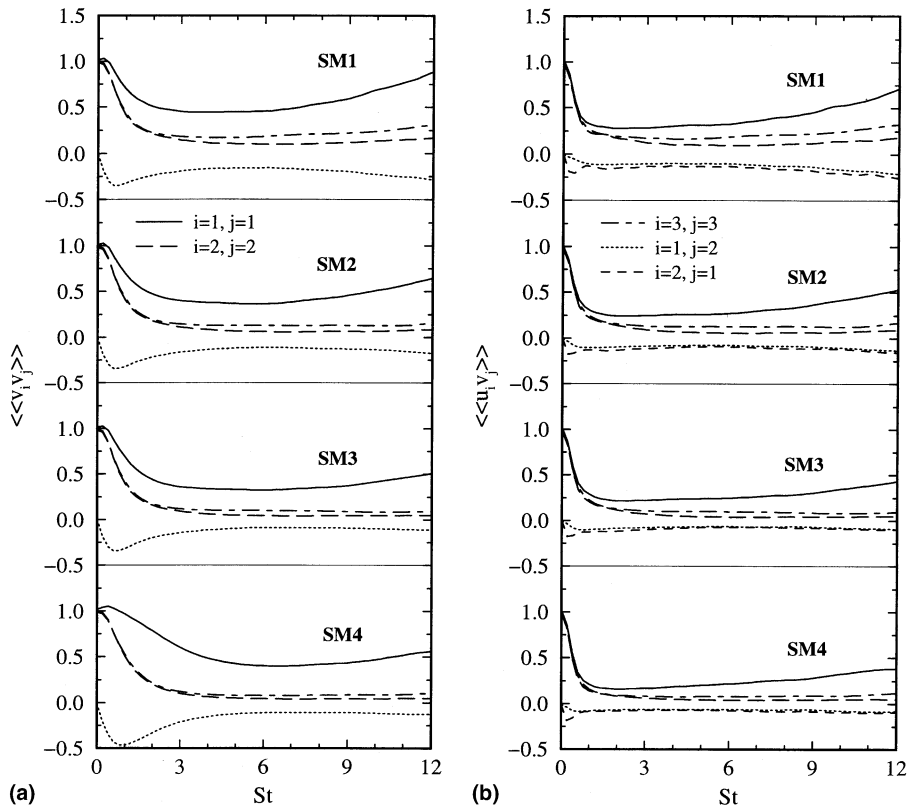 1.5
1.0
0.5
0.0
−0.5
1.0
0.5
0.0
−0.5
1.0
0.5
0.0
−0.5
1.0
0.5
0.0
−0.5
0 3 6 9 12
St
<<v_i v_j>>
SM1
i=1, j=1
i=2, j=2
SM2
SM3
SM4
(a)
1.5
1.0
0.5
0.0
−0.5
1.0
0.5
0.0
−0.5
1.0
0.5
0.0
−0.5
1.0
0.5
0.0
−0.5
0 3 6 9 12
St
<<u_i v_j>>
SM1
i=3, j=3
i=1, j=2
i=2, j=1
SM2
SM3
SM4
(b)